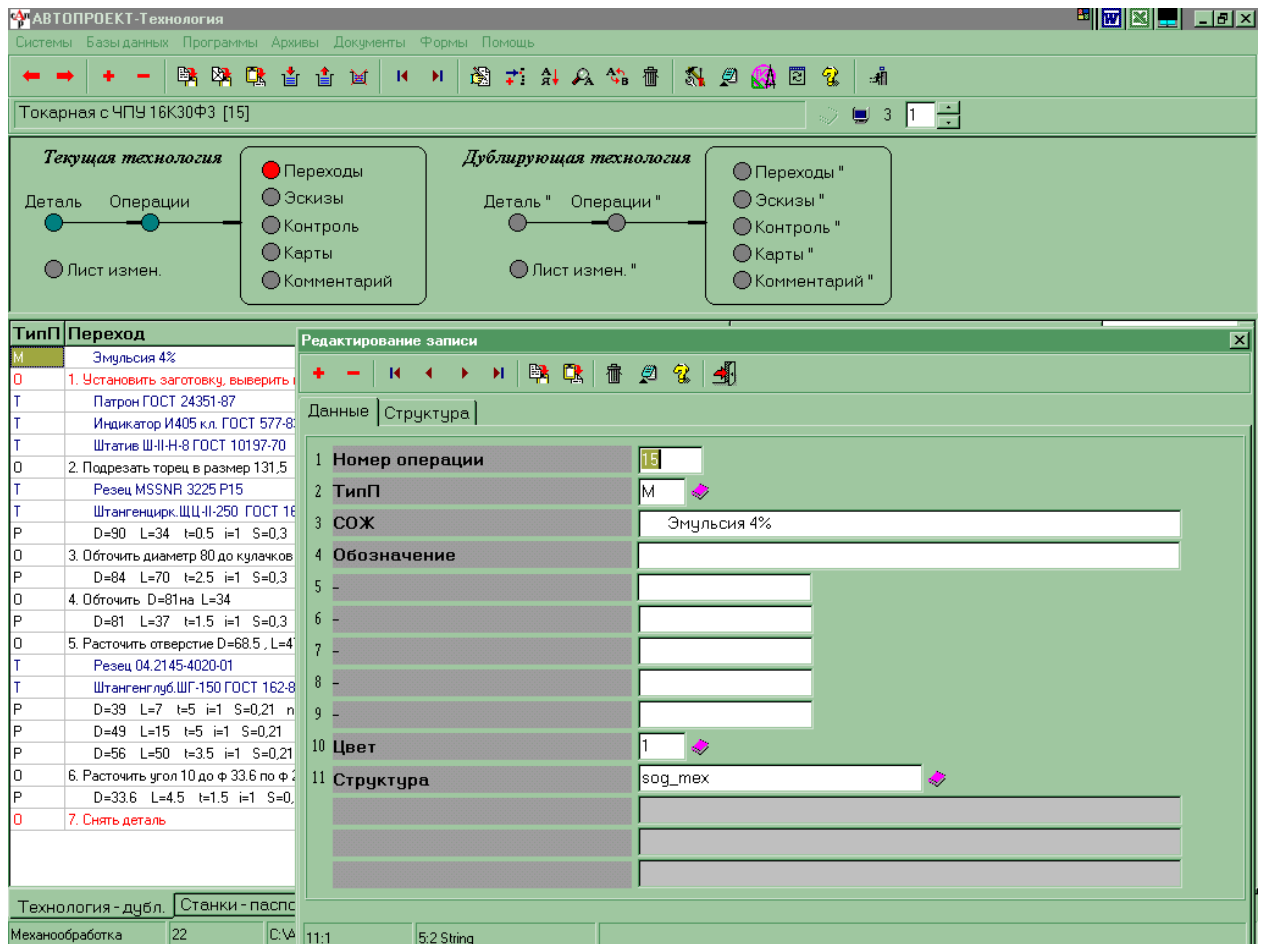 АВТОПРОЕКТ-Технология
Системы Базы данных Программы Архивы Документы Формы Помощь
Токарная с ЧПУ 16К30Ф3 [15]
3 1
Текущая технология
Деталь Операции
Лист измен.
Переходы
Эскизы
Контроль
Карты
Комментарий
Дублирующая технология
Деталь " Операции "
Лист измен. "
Переходы "
Эскизы "
Контроль "
Карты "
Комментарий "
ТипП Переход
М Эмульсия 4%
О 1. Установить заготовку, выверить
Т Патрон ГОСТ 24351-87
Т Индикатор И405 кл. ГОСТ 577-8
Т Штатив Ш-II-Н-8 ГОСТ 10197-70
О 2. Подрезать торец в размер 131,5
Т Резец MSSNR 3225 P15
Т Штангенцирк.ШЦ-II-250 ГОСТ 16
Р D=90 L=34 t=0.5 i=1 S=0,3
О 3. Обточить диаметр 80 до кулачков
Р D=84 L=70 t=2.5 i=1 S=0,3
О 4. Обточить D=81на L=34
Р D=81 L=37 t=1.5 i=1 S=0,3
О 5. Расточить отверстие D=68.5 , L=4
Т Резец 04.2145-4020-01
Т Штангенглуб.ШГ-150 ГОСТ 162-8
Р D=39 L=7 t=5 i=1 S=0,21 n
Р D=49 L=15 t=5 i=1 S=0,21
Р D=56 L=50 t=3.5 i=1 S=0,21
О 6. Расточить угол 10 до ф 33.6 по ф 2
Р D=33.6 L=4.5 t=1.5 i=1 S=0,
О 7. Снять деталь
Технология - дубл. Станки - паспо
Механообработка 22 C:\A
Редактирование записи
Данные Структура
1 Номер операции 15
2 ТипП М
3 СОЖ Эмульсия 4%
4 Обозначение
5 -
6 -
7 -
8 -
9 -
10 Цвет 1
11 Структура sog_mex
11:1 5:2 String